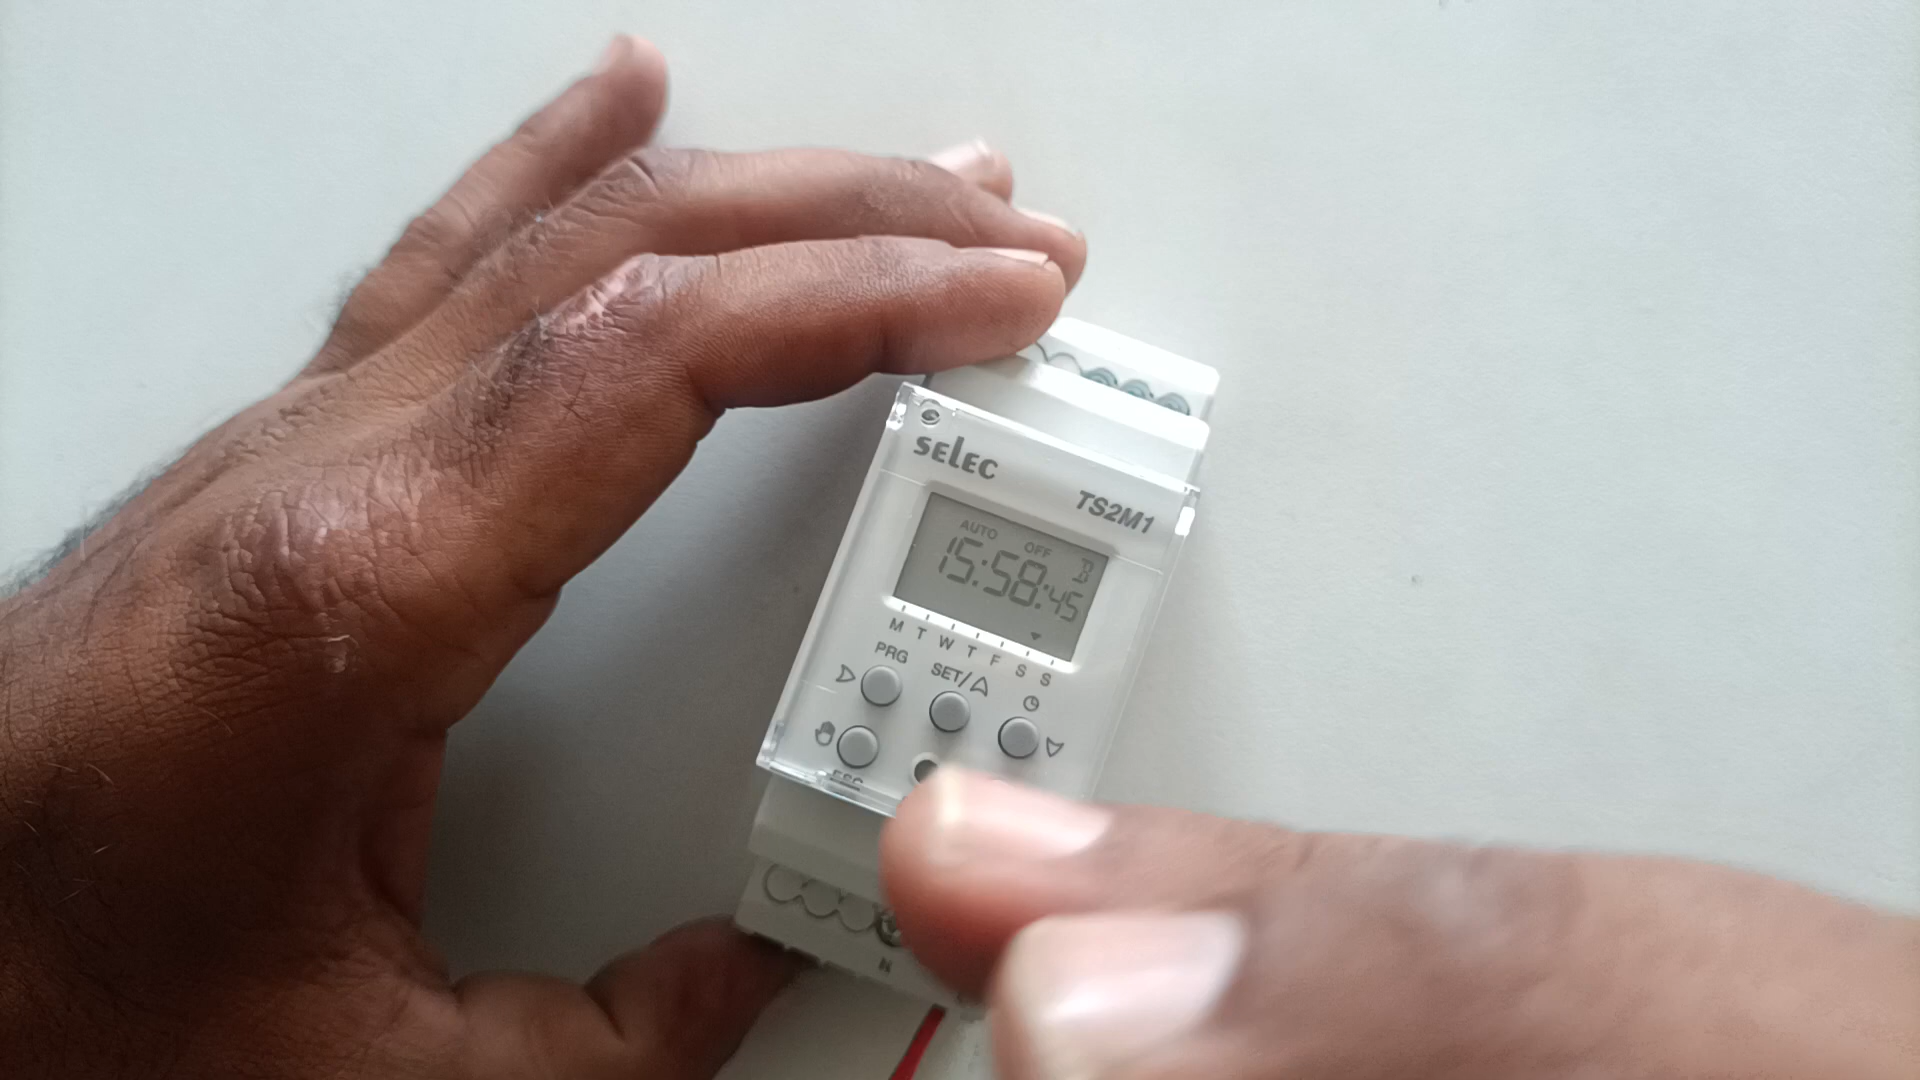 SELEC
TS2M1
AUTO OFF
15:58:45 B
M T W T F S S
PRG
SET/
ESC
N